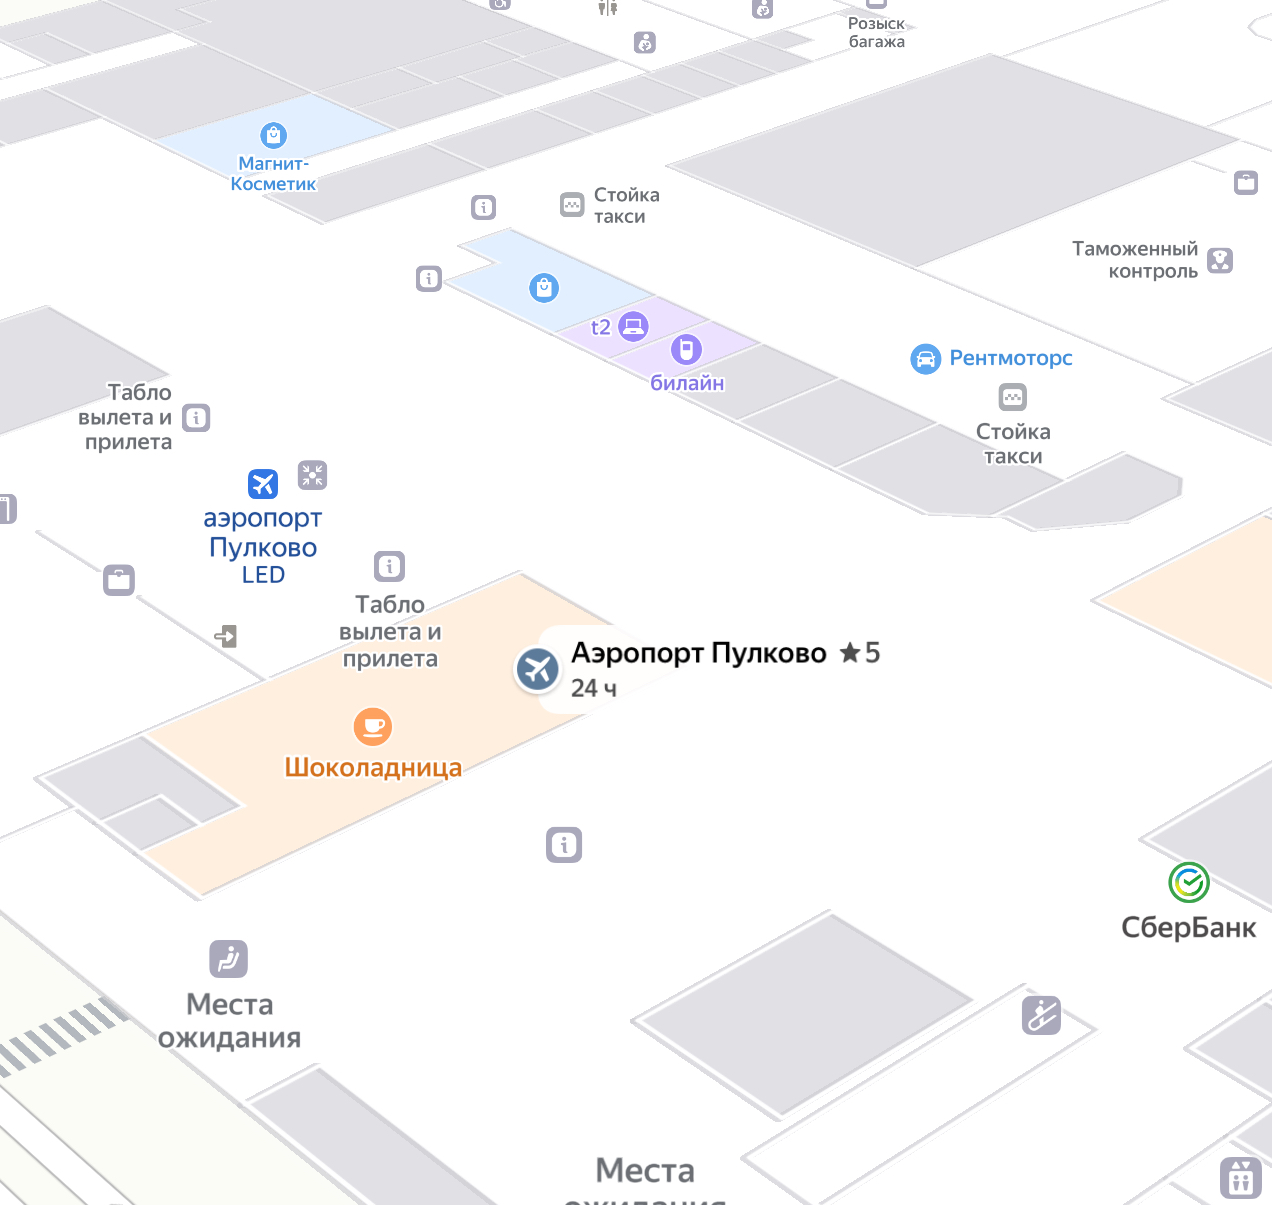 Розыск
багажа
Магнит-
Косметик
Стойка
такси
Таможенный
контроль
t2
билайн
Рентмоторс
Стойка
такси
Табло
вылета и
прилета
аэропорт
Пулково
LED
Табло
вылета и
прилета
Аэропорт Пулково ★5
24 ч
Шоколадница
СберБанк
Места
ожидания
Места
ожидания